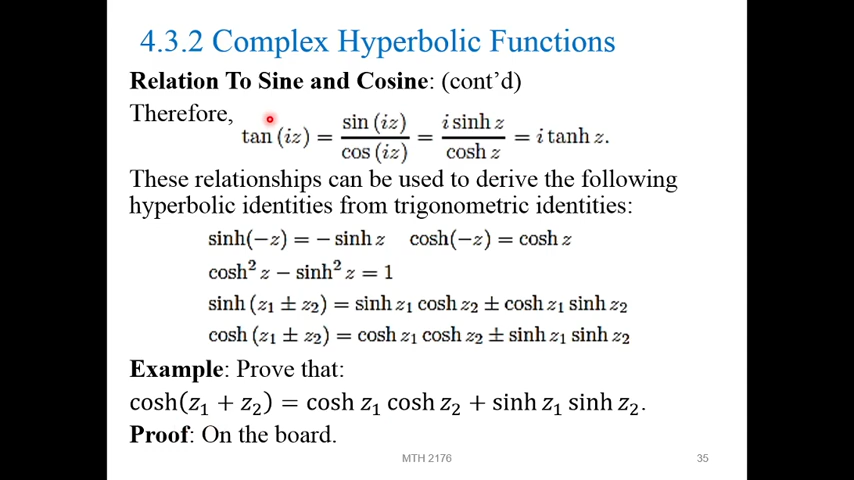 4.3.2 Complex Hyperbolic Functions
Relation To Sine and Cosine: (cont'd)
Therefore,
tan (iz) = sin (iz) / cos (iz) = i sinh z / cosh z = i tanh z.
These relationships can be used to derive the following
hyperbolic identities from trigonometric identities:
sinh(−z) = − sinh z cosh(−z) = cosh z
cosh² z − sinh² z = 1
sinh (z₁ ± z₂) = sinh z₁ cosh z₂ ± cosh z₁ sinh z₂
cosh (z₁ ± z₂) = cosh z₁ cosh z₂ ± sinh z₁ sinh z₂
Example: Prove that:
cosh(z₁ + z₂) = cosh z₁ cosh z₂ + sinh z₁ sinh z₂.
Proof: On the board.
MTH 2176 35